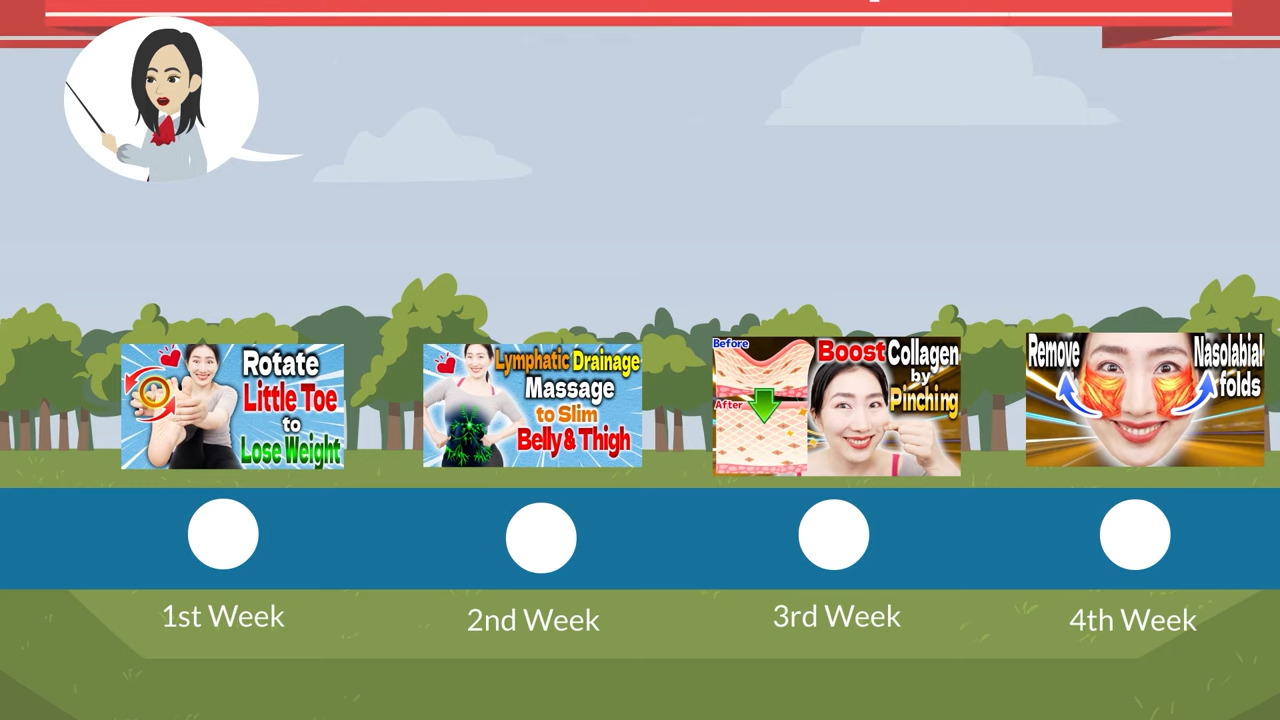 Rotate
Little Toe
to
Lose Weight
Lymphatic Drainage
Massage
to Slim
Belly & Thigh
Before
After
Boost Collagen
by
Pinching
Remove
Nasolabial
folds
1st Week
2nd Week
3rd Week
4th Week